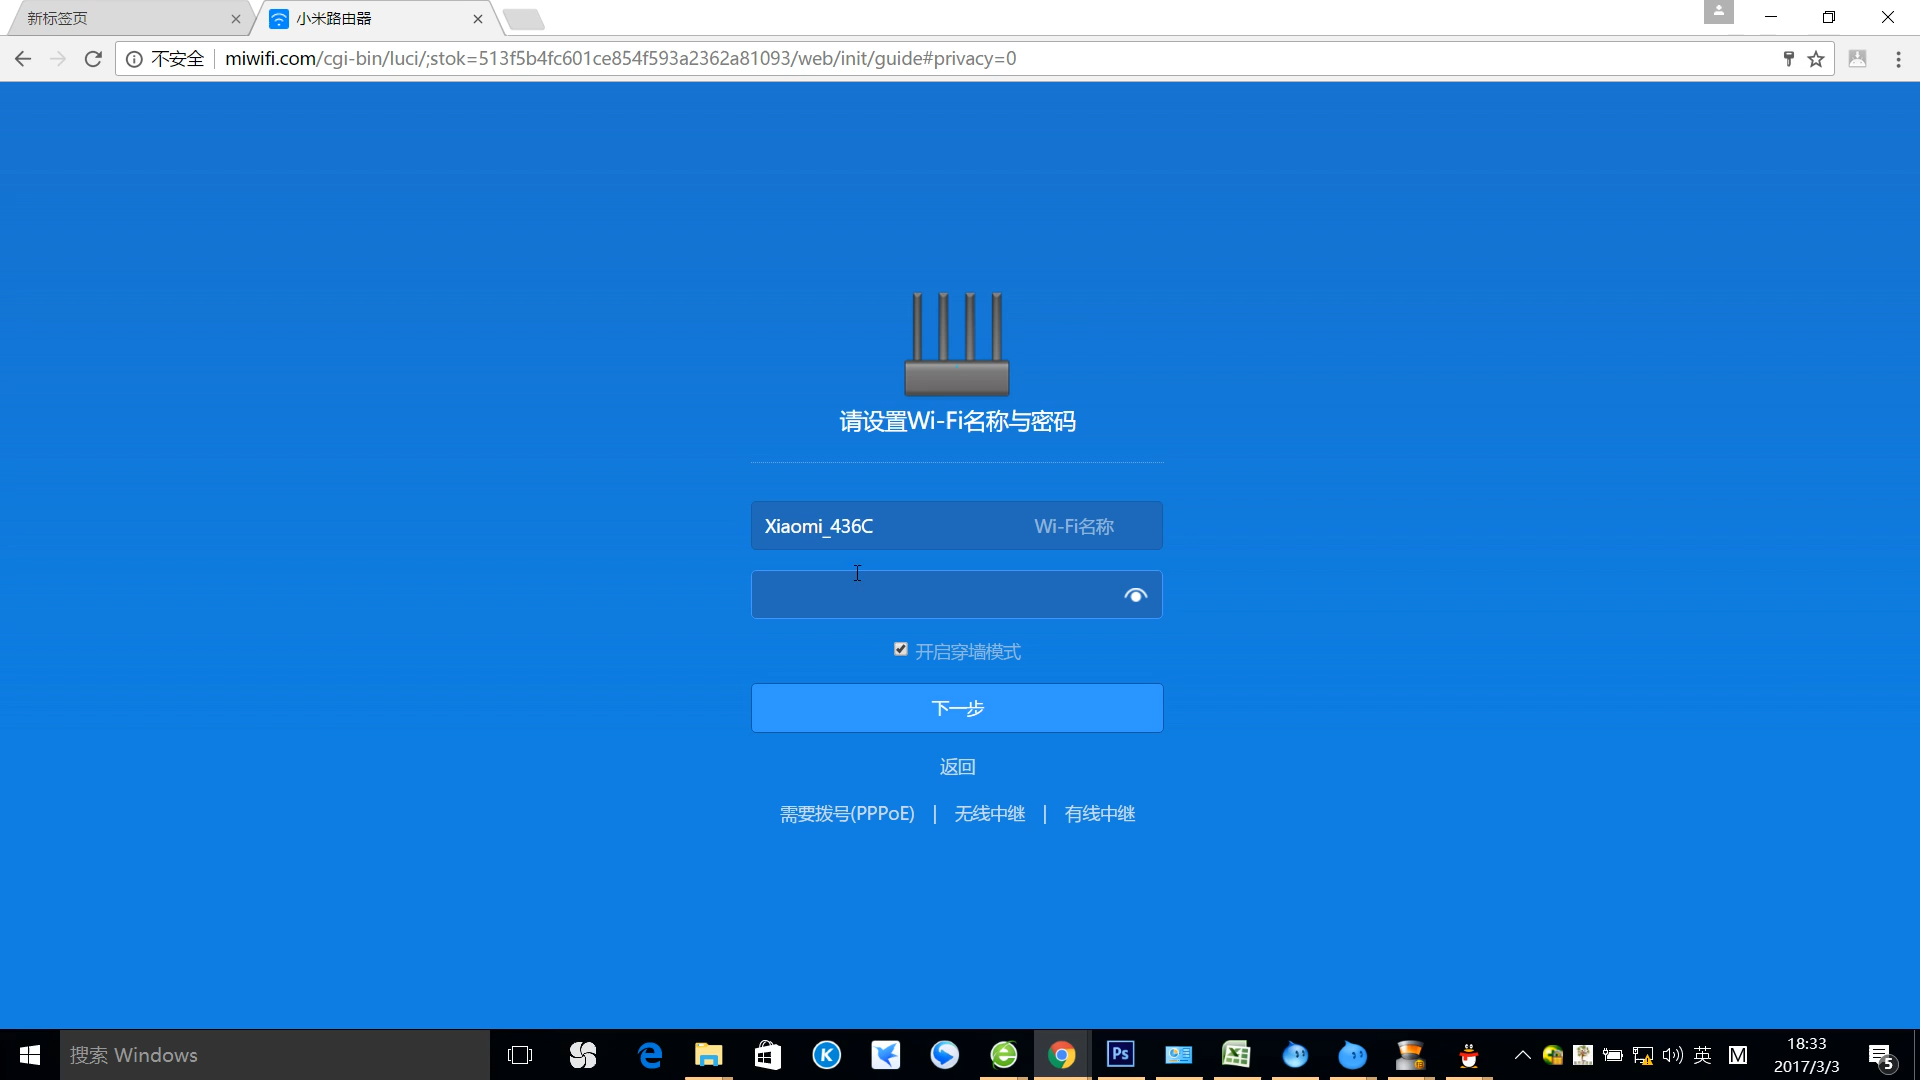 新标签页
小米路由器
不安全
miwifi.com/cgi-bin/luci/;stok=513f5b4fc601ce854f593a2362a81093/web/init/guide#privacy=0
请设置Wi-Fi名称与密码
Xiaomi_436C Wi-Fi名称
开启穿墙模式
下一步
返回
需要拨号(PPPoE) | 无线中继 | 有线中继
搜索 Windows
K
Ps
英
M
18:33
2017/3/3
5